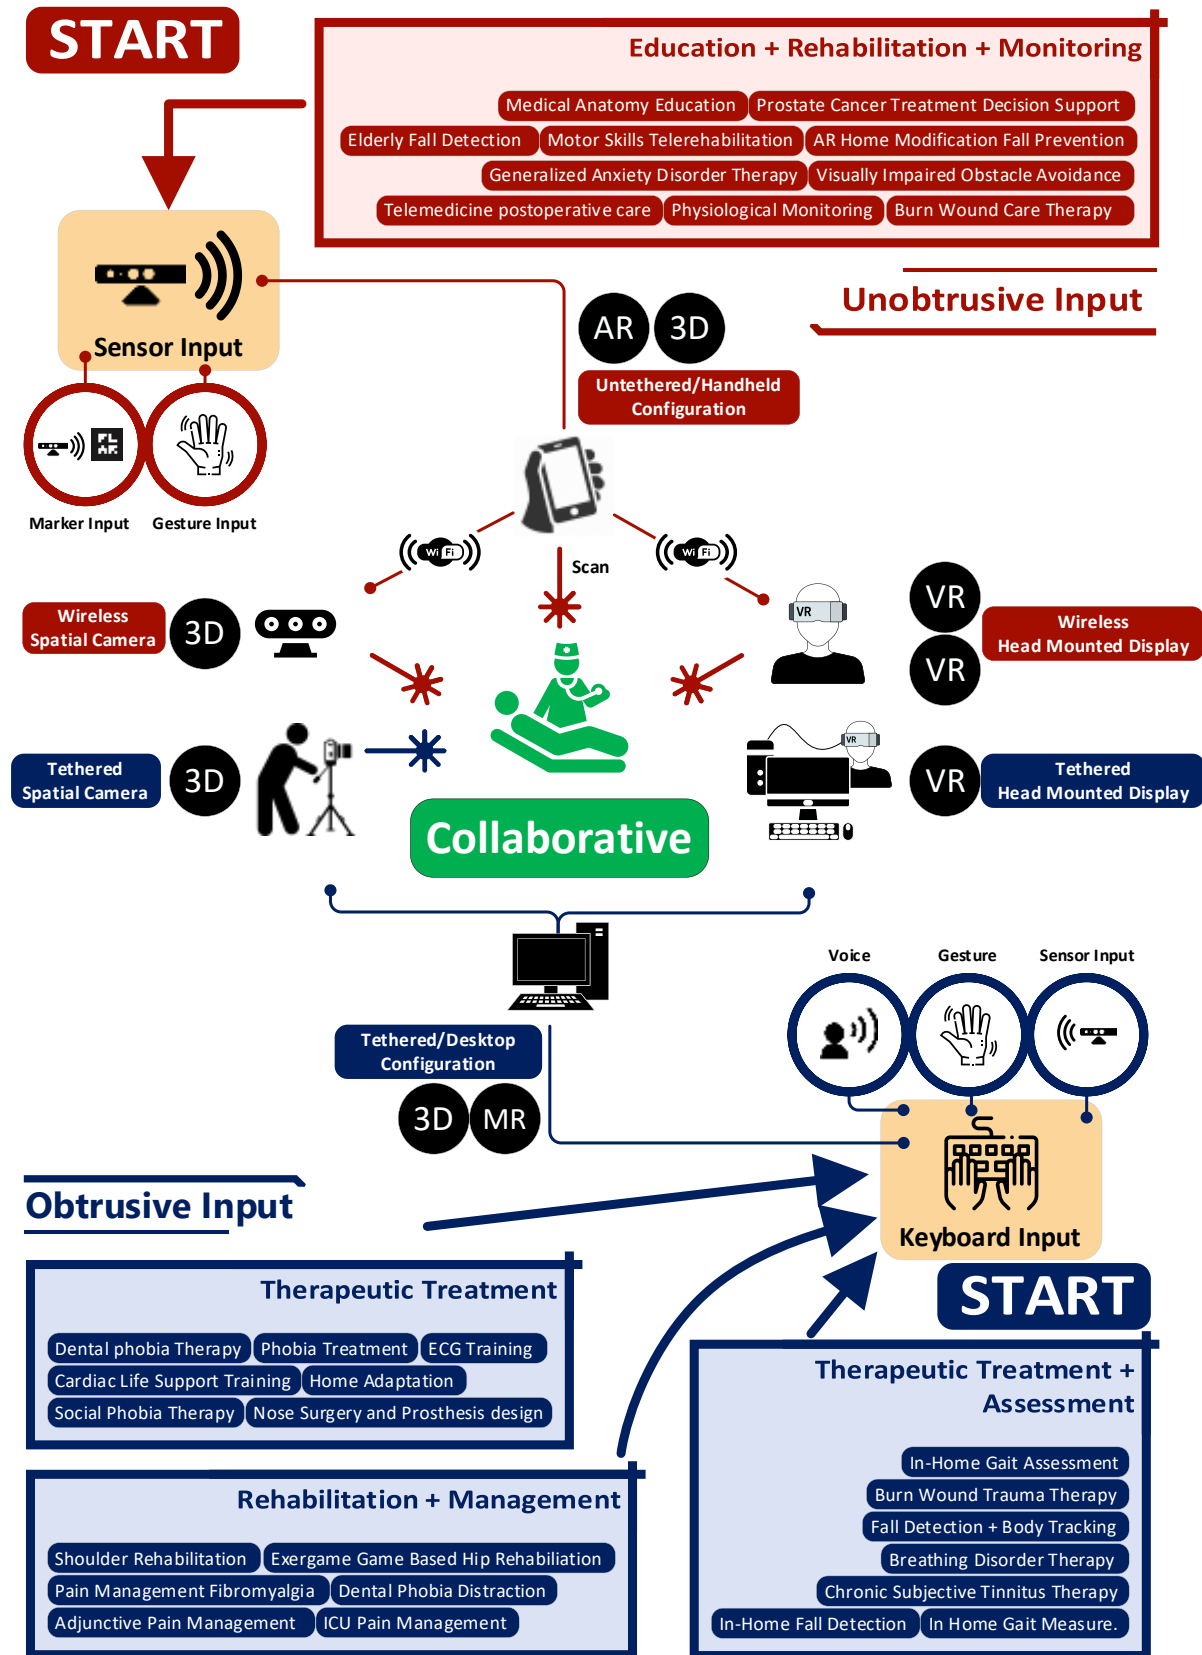 START
Education + Rehabilitation + Monitoring
Medical Anatomy Education
Prostate Cancer Treatment Decision Support
Elderly Fall Detection
Motor Skills Telerehabilitation
AR Home Modification Fall Prevention
Generalized Anxiety Disorder Therapy
Visually Impaired Obstacle Avoidance
Telemedicine postoperative care
Physiological Monitoring
Burn Wound Care Therapy
Sensor Input
Unobtrusive Input
AR
3D
Untethered/Handheld
Configuration
Marker Input
Gesture Input
WiFi
WiFi
Scan
Wireless
Spatial Camera
3D
VR
VR
VR
Wireless
Head Mounted Display
Tethered
Spatial Camera
3D
VR
VR
Tethered
Head Mounted Display
Collaborative
Voice
Gesture
Sensor Input
Tethered/Desktop
Configuration
3D
MR
Obtrusive Input
Keyboard Input
START
Therapeutic Treatment
Dental phobia Therapy
Phobia Treatment
ECG Training
Cardiac Life Support Training
Home Adaptation
Social Phobia Therapy
Nose Surgery and Prosthesis design
Rehabilitation + Management
Shoulder Rehabilitation
Exergame Game Based Hip Rehabiliation
Pain Management Fibromyalgia
Dental Phobia Distraction
Adjunctive Pain Management
ICU Pain Management
Therapeutic Treatment +
Assessment
In-Home Gait Assessment
Burn Wound Trauma Therapy
Fall Detection + Body Tracking
Breathing Disorder Therapy
Chronic Subjective Tinnitus Therapy
In-Home Fall Detection
In Home Gait Measure.